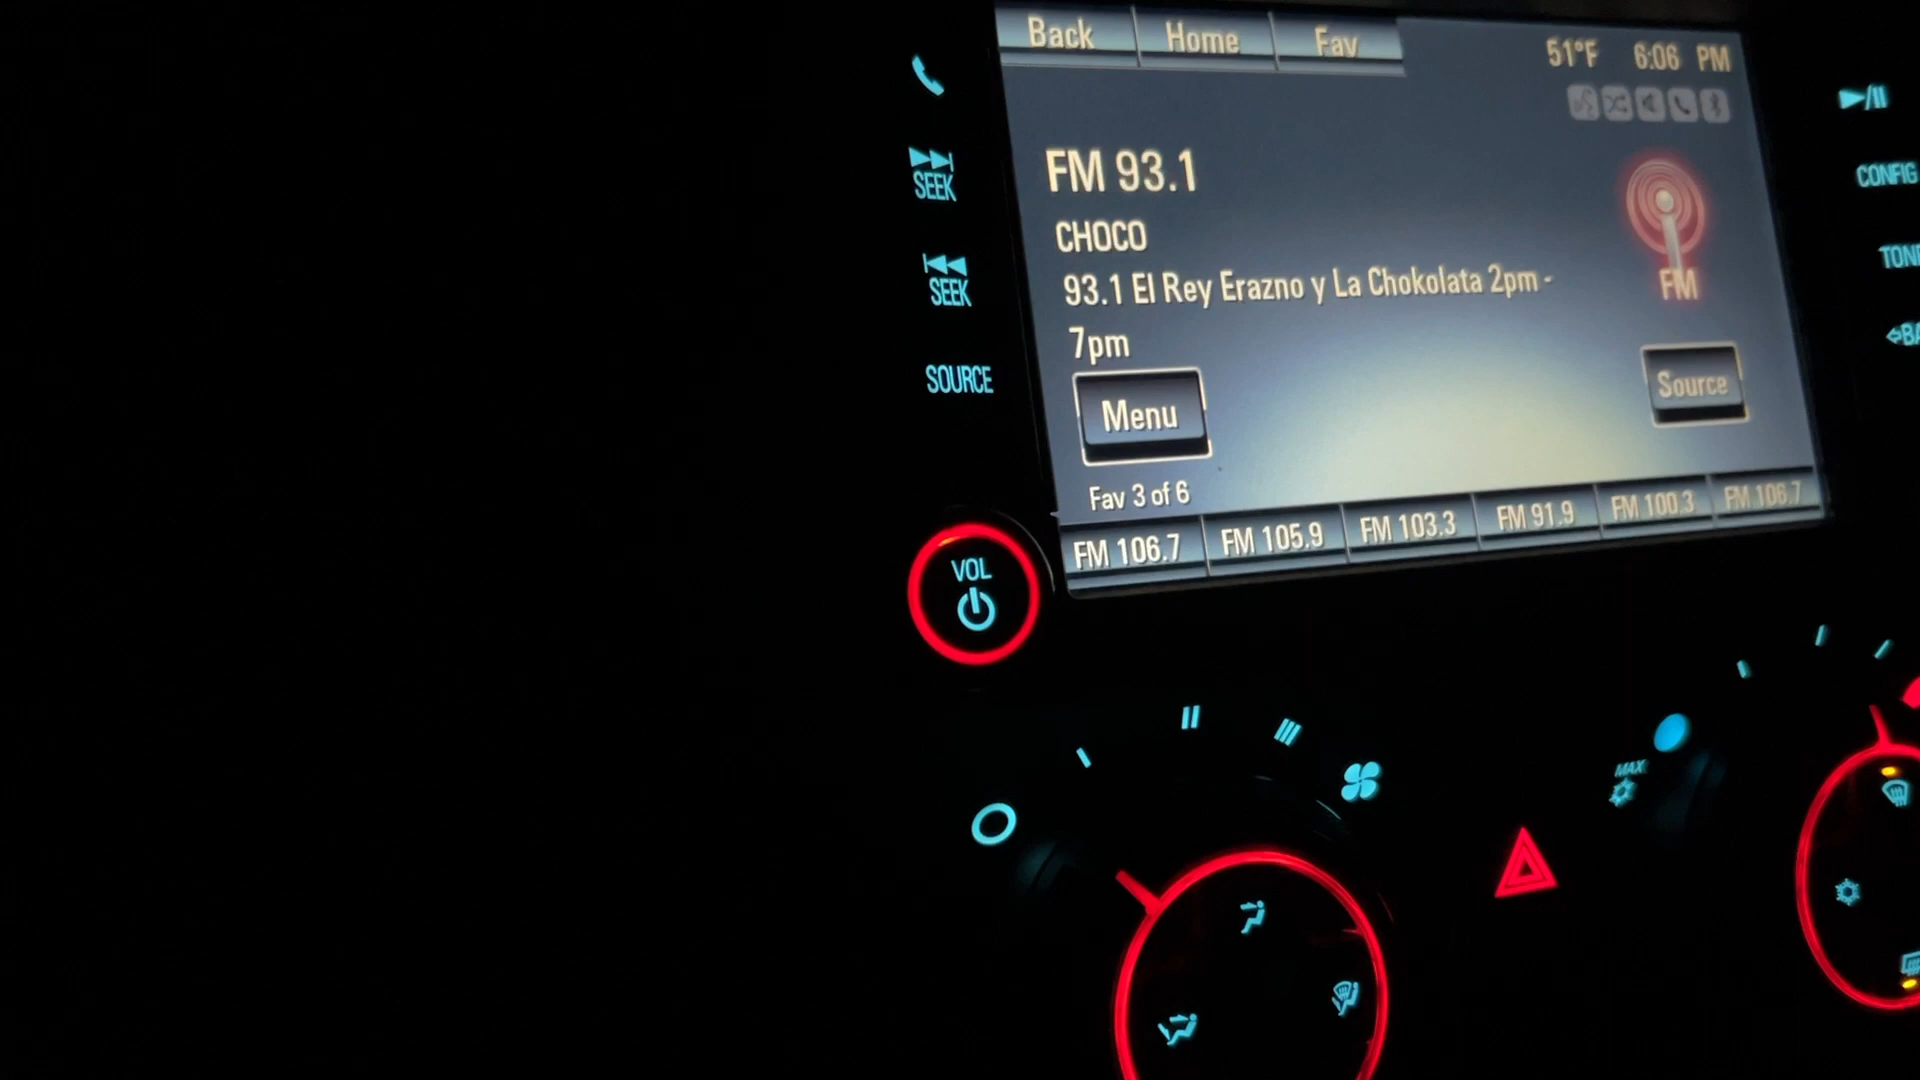 Back Home Fav
51°F 6:06 PM
FM 93.1
CHOCO
93.1 El Rey Erazno y La Chokolata 2pm -
7pm
FM
Menu
Source
Fav 3 of 6
FM 106.7 FM 105.9 FM 103.3 FM 91.9 FM 100.3 FM 106.7
SEEK
SEEK
SOURCE
VOL
CONFIG
TONE
BA
MAX